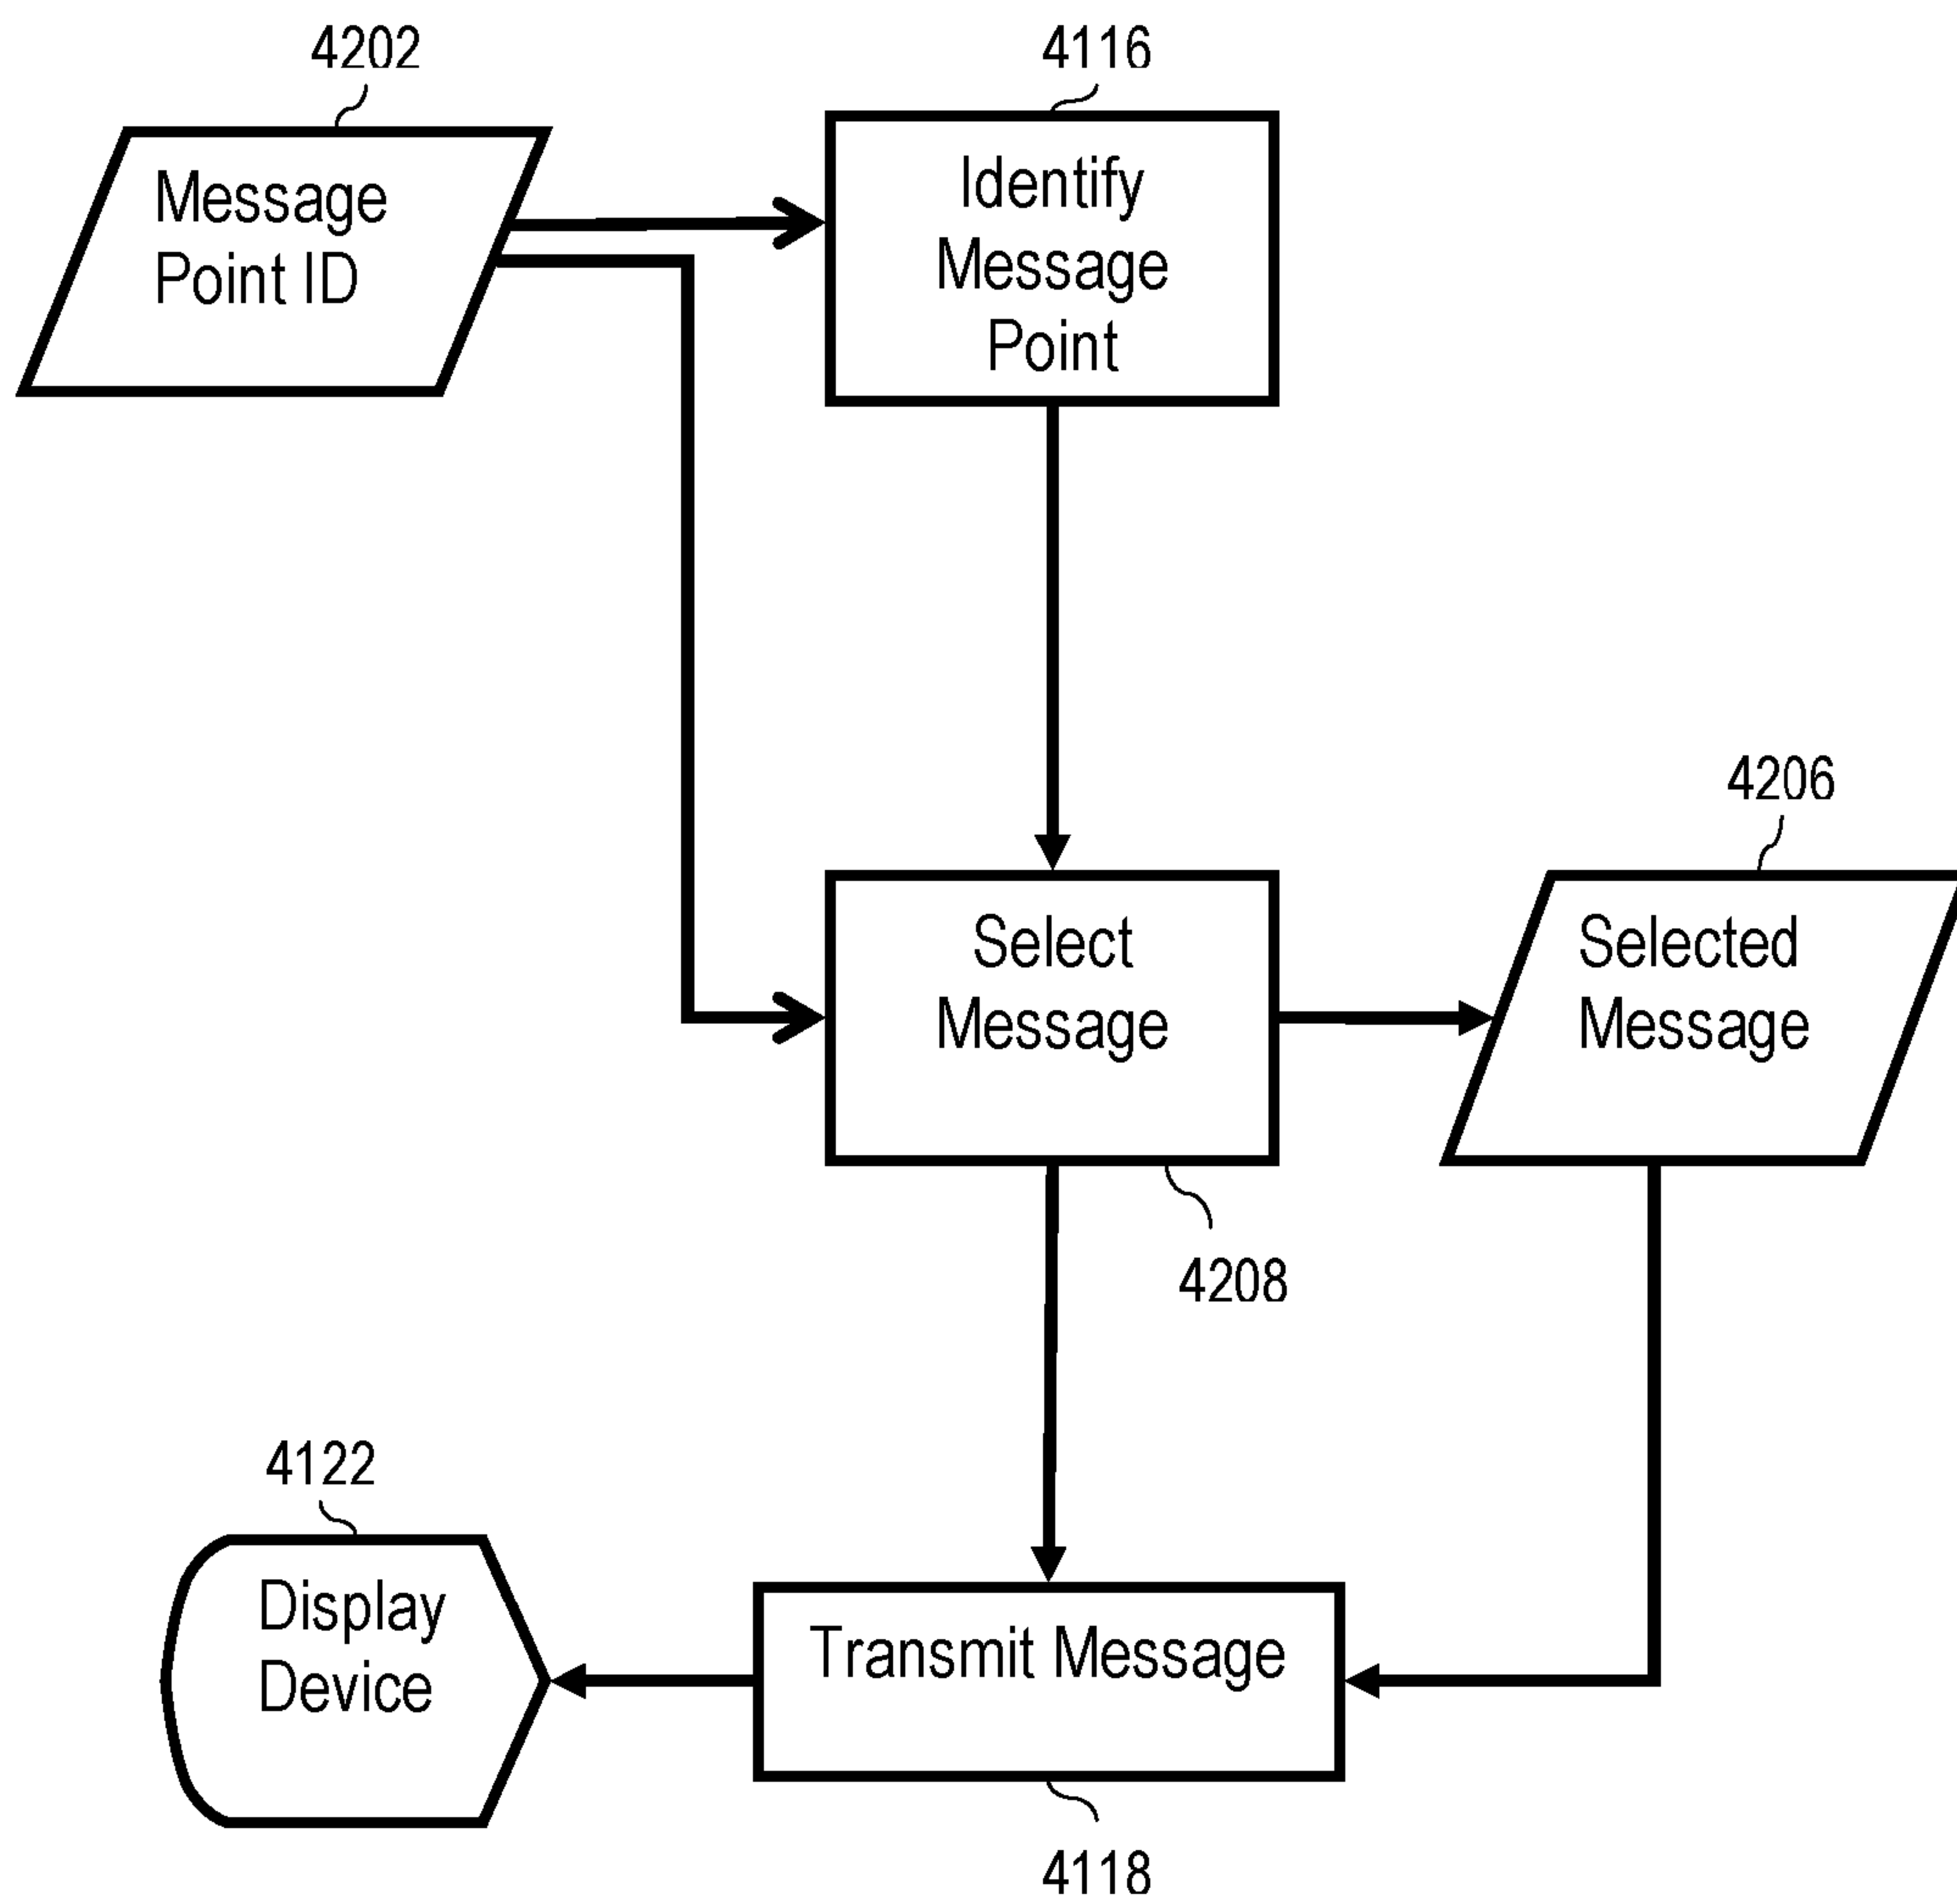 4202
4116
Message
Point ID
Identify
Message
Point
4206
Select
Message
Selected
Message
4208
4122
Display
Device
Transmit Message
4118